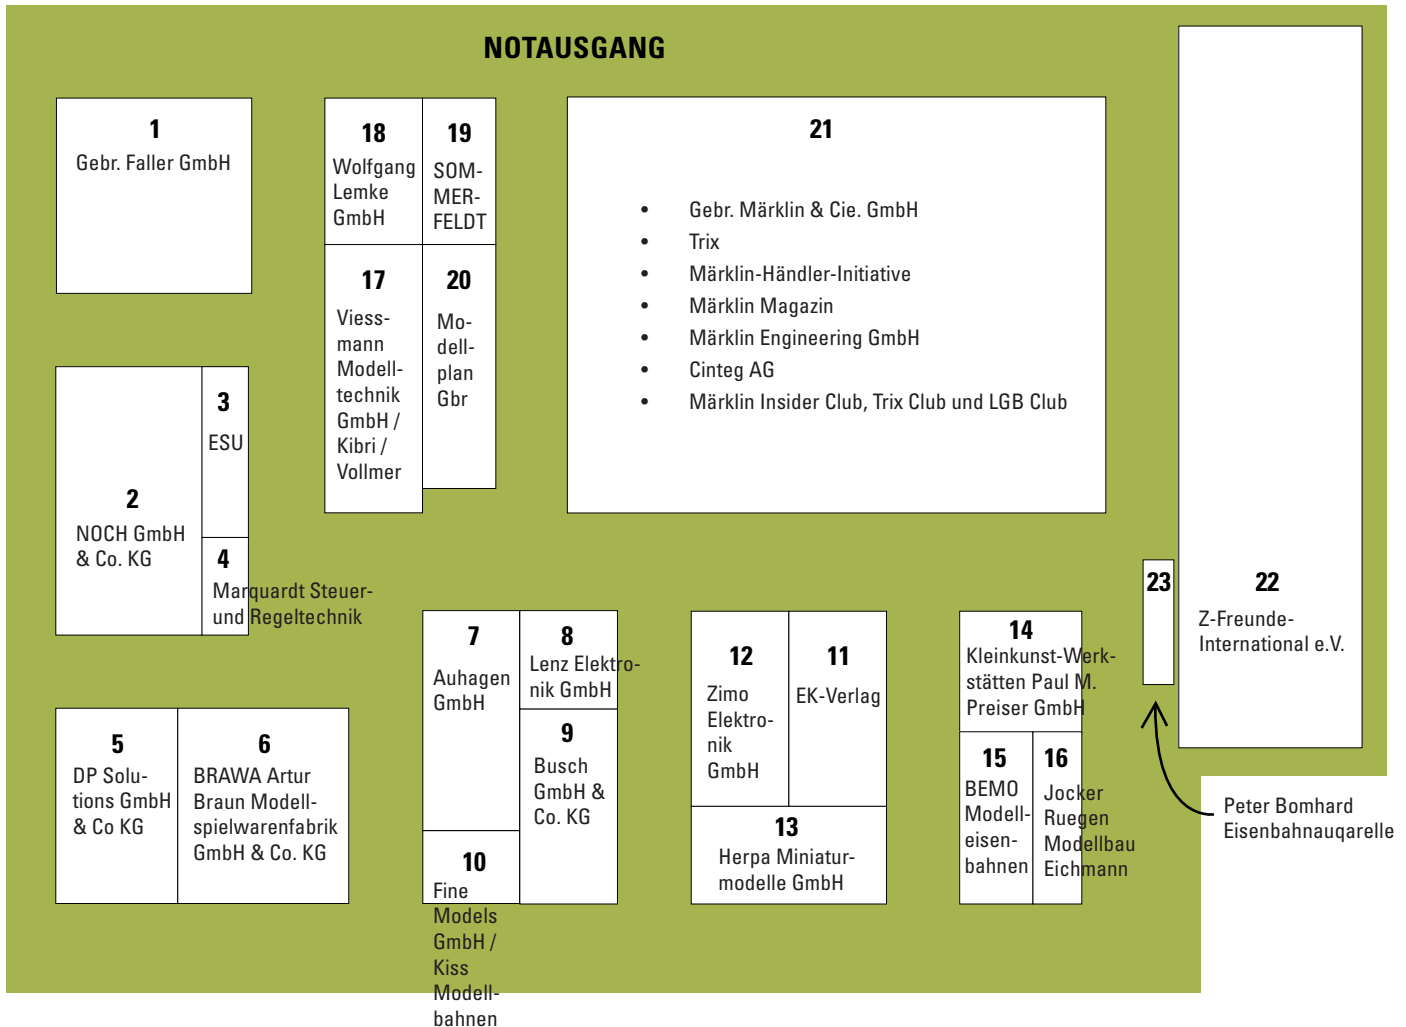 NOTAUSGANG
1
Gebr. Faller GmbH
18
Wolfgang
Lemke
GmbH
19
SOM-
MER-
FELDT
17
Viess-
mann
Modell-
technik
GmbH /
Kibri /
Vollmer
20
Mo-
dell-
plan
Gbr
21
• Gebr. Märklin & Cie. GmbH
• Trix
• Märklin-Händler-Initiative
• Märklin Magazin
• Märklin Engineering GmbH
• Cinteg AG
• Märklin Insider Club, Trix Club und LGB Club
2
NOCH GmbH
& Co. KG
3
ESU
4
Marquardt Steuer-
und Regeltechnik
5
DP Solu-
tions GmbH
& Co KG
6
BRAWA Artur
Braun Modell-
spielwarenfabrik
GmbH & Co. KG
7
Auhagen
GmbH
8
Lenz Elektro-
nik GmbH
9
Busch
GmbH &
Co. KG
10
Fine
Models
GmbH /
Kiss
Modell-
bahnen
12
Zimo
Elektro-
nik
GmbH
11
EK-Verlag
13
Herpa Miniatur-
modelle GmbH
14
Kleinkunst-Werk-
stätten Paul M.
Preiser GmbH
15
BEMO
Modell-
eisen-
bahnen
16
Jocker
Ruegen
Modellbau
Eichmann
23
22
Z-Freunde-
International e.V.
Peter Bomhard
Eisenbahnauqarelle